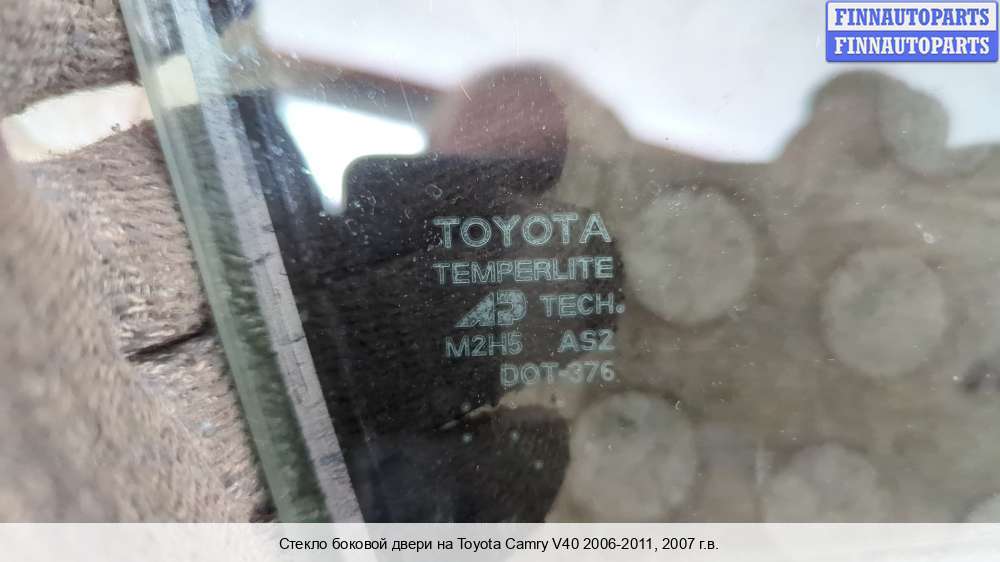 FINNAUTOPARTS
FINNAUTOPARTS
TOYOTA
TEMPERLITE
AP TECH.
M2H5 AS2
DOT-376
Стекло боковой двери на Toyota Camry V40 2006-2011, 2007 г.в.